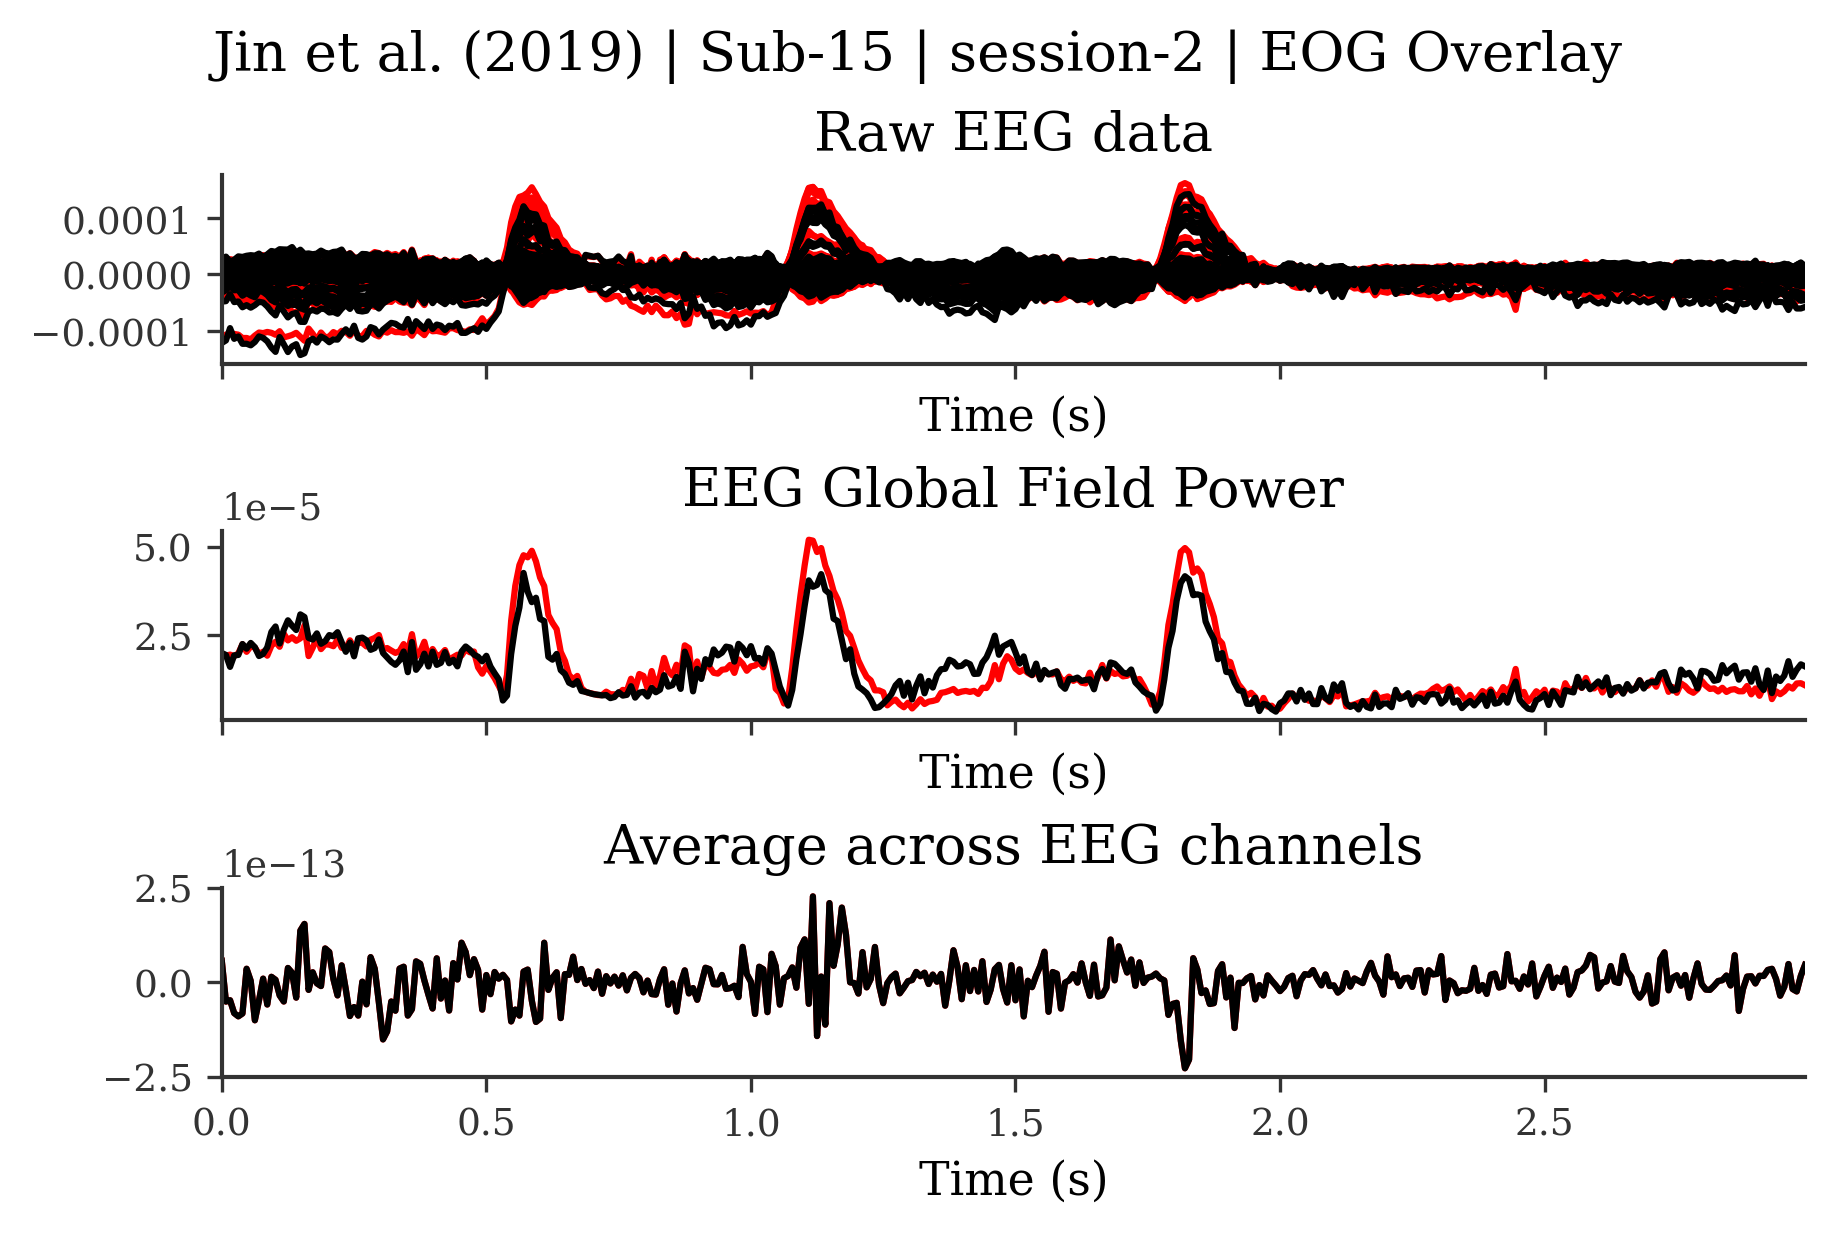 Jin et al. (2019) | Sub-15 | session-2 | EOG Overlay
Raw EEG data
0.0001
0.0000
−0.0001
Time (s)
EEG Global Field Power
1e−5
5.0
2.5
Time (s)
Average across EEG channels
1e−13
2.5
0.0
−2.5
0.0 0.5 1.0 1.5 2.0 2.5
Time (s)